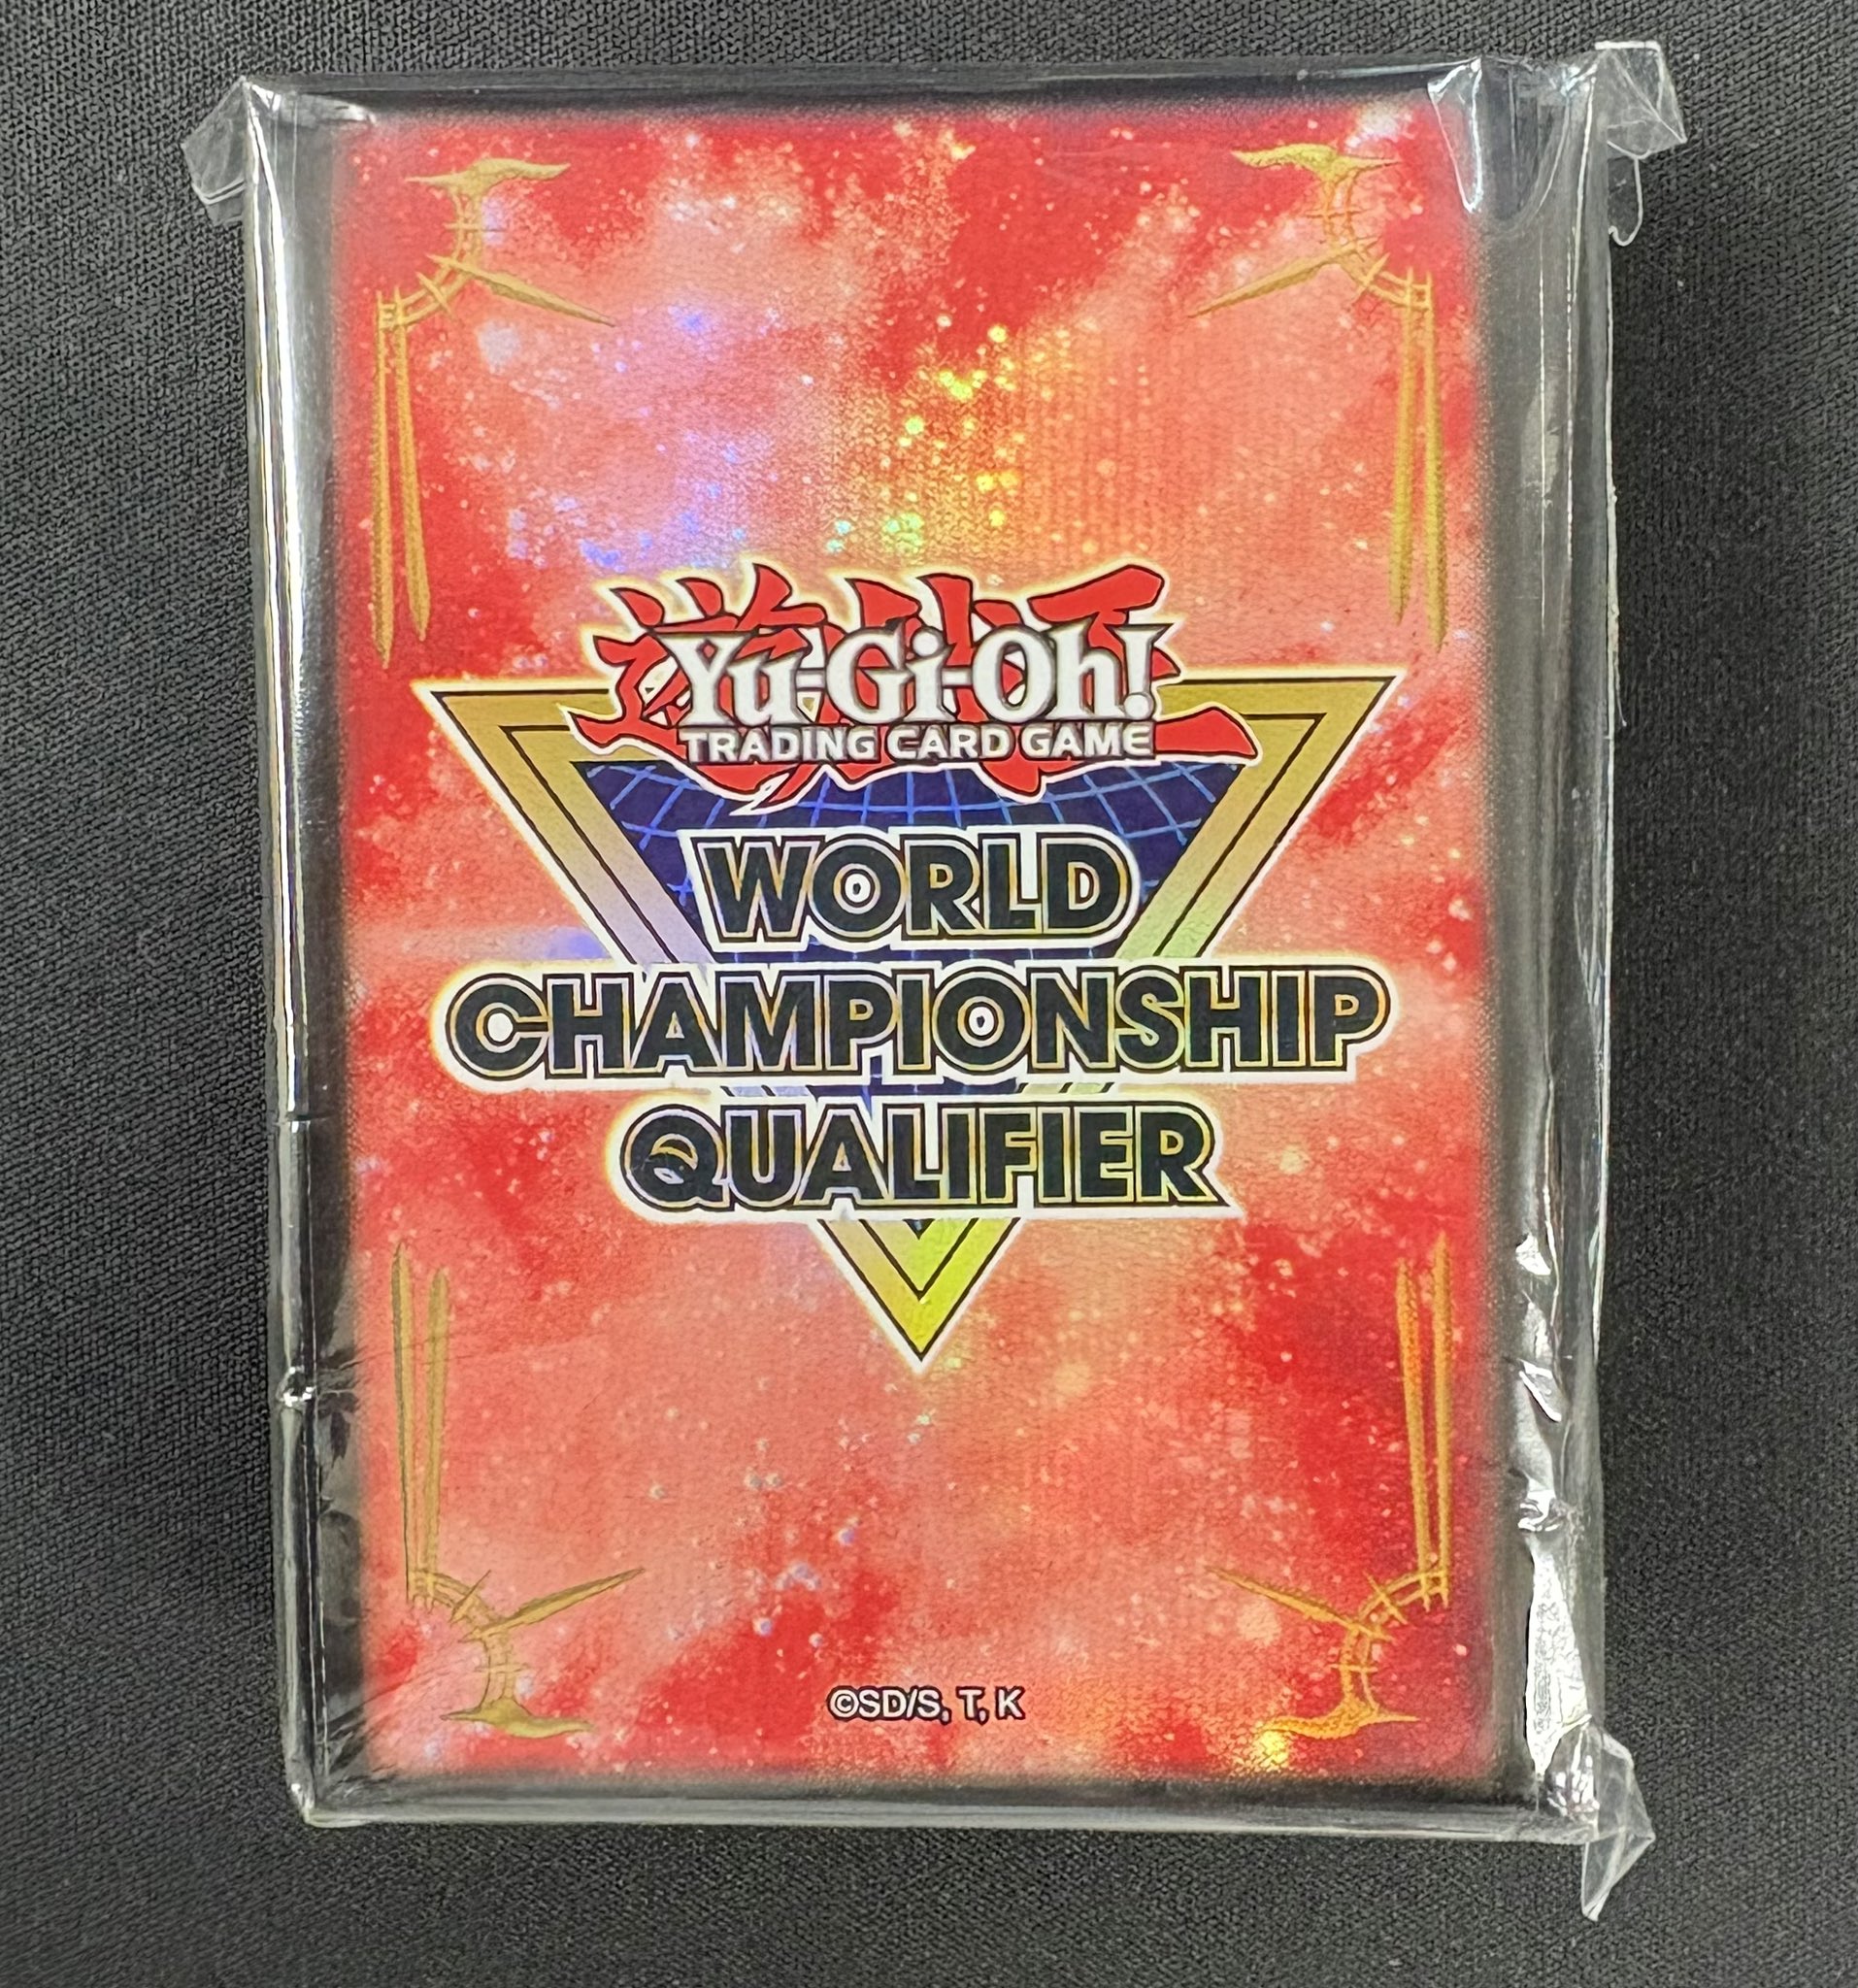 遊戯王
Yu-Gi-Oh!
TRADING CARD GAME
WORLD
CHAMPIONSHIP
QUALIFIER
©SD/S, T, K